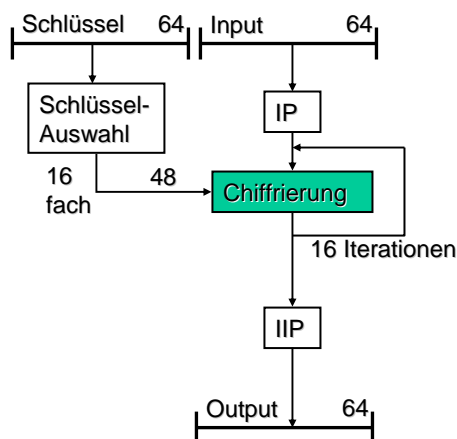 Schlüssel 64
Input 64
Schlüssel-
Auswahl
IP
16
fach
48
Chiffrierung
16 Iterationen
IIP
Output 64